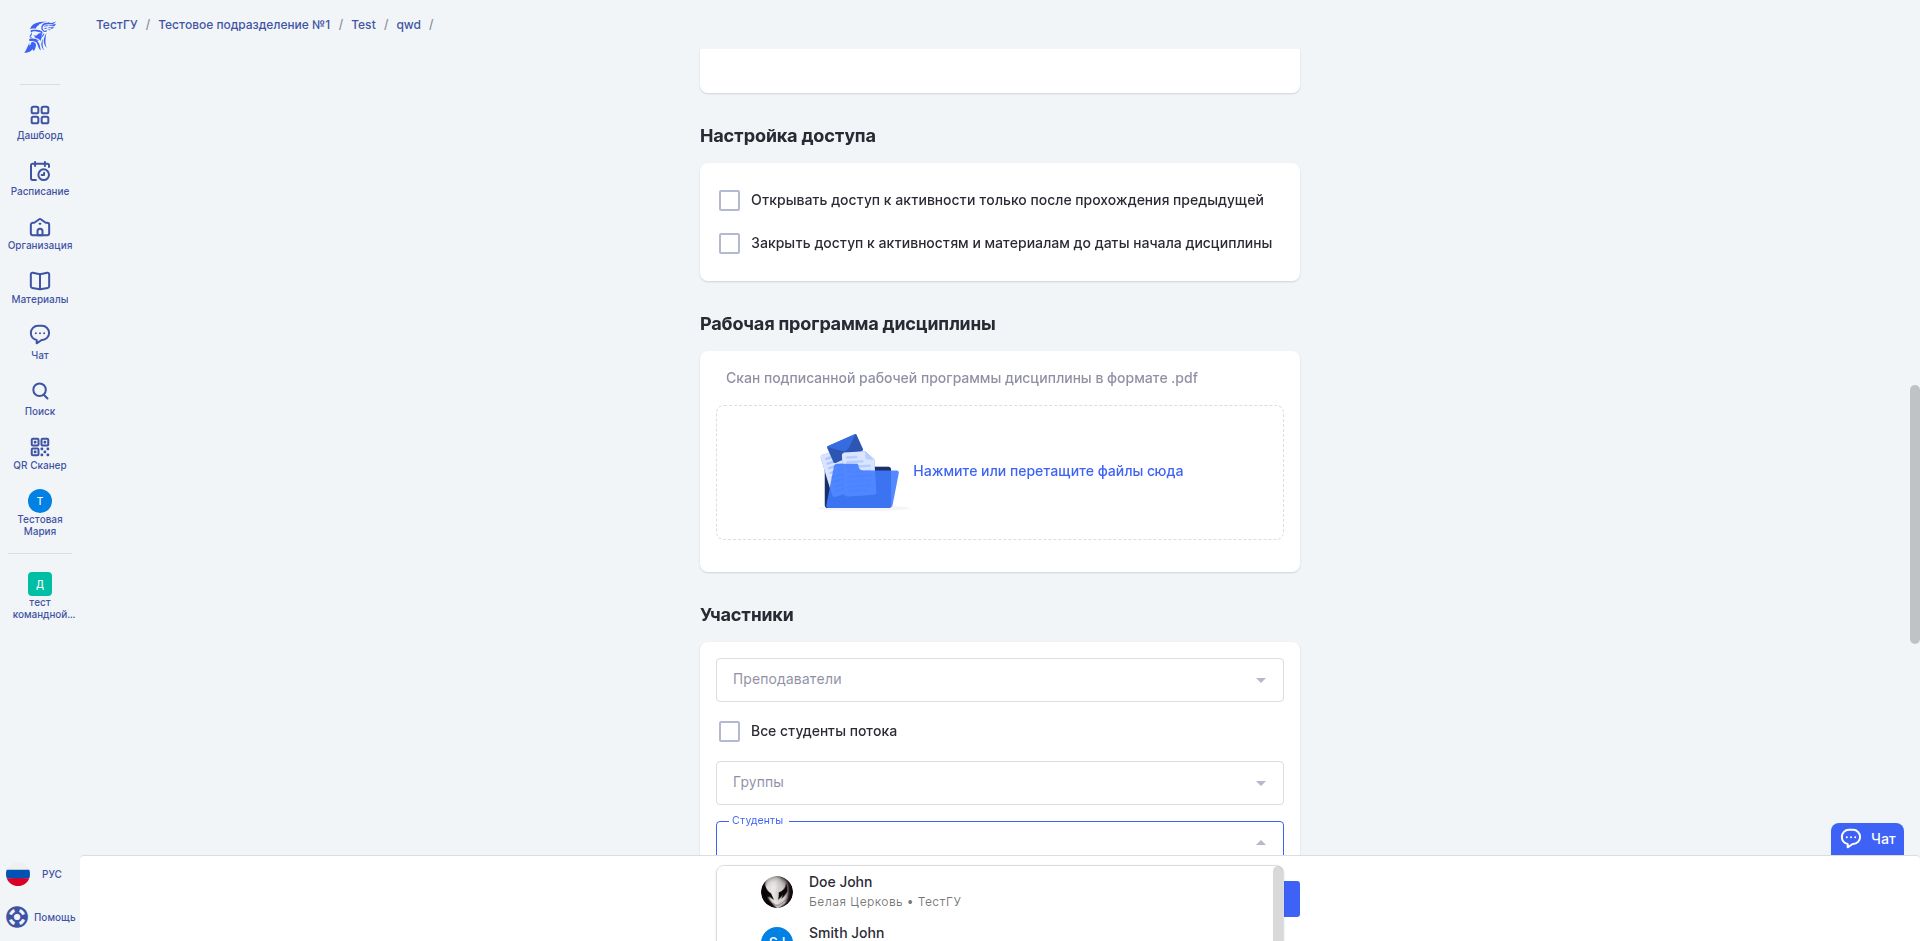 ТестГУ / Тестовое подразделение №1 / Test / qwd /
Дашборд
Расписание
Организация
Материалы
Чат
Поиск
QR Сканер
Т
Тестовая
Мария
Д
тест
командной...
РУС
Помощь
Настройка доступа
Открывать доступ к активности только после прохождения предыдущей
Закрыть доступ к активностям и материалам до даты начала дисциплины
Рабочая программа дисциплины
Скан подписанной рабочей программы дисциплины в формате .pdf
Нажмите или перетащите файлы сюда
Участники
Преподаватели
Все студенты потока
Группы
Студенты
Doe John
Белая Церковь • ТестГУ
Smith John
Чат